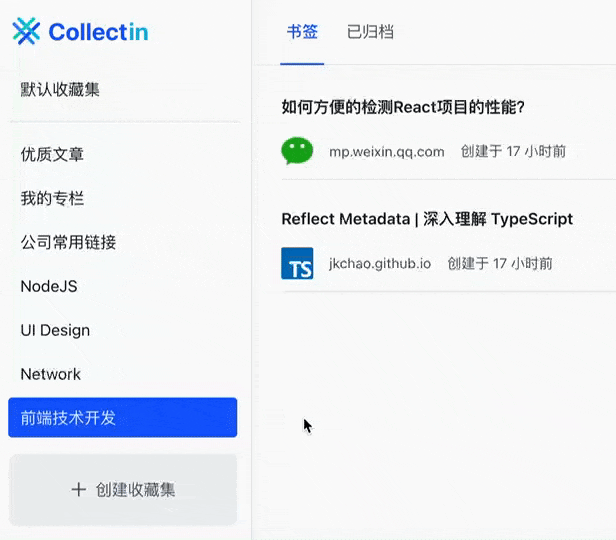 Collectin
默认收藏集
优质文章
我的专栏
公司常用链接
NodeJS
UI Design
Network
前端技术开发
+ 创建收藏集
书签 已归档
如何方便的检测React项目的性能?
mp.weixin.qq.com 创建于 17 小时前
Reflect Metadata | 深入理解 TypeScript
TS jkchao.github.io 创建于 17 小时前